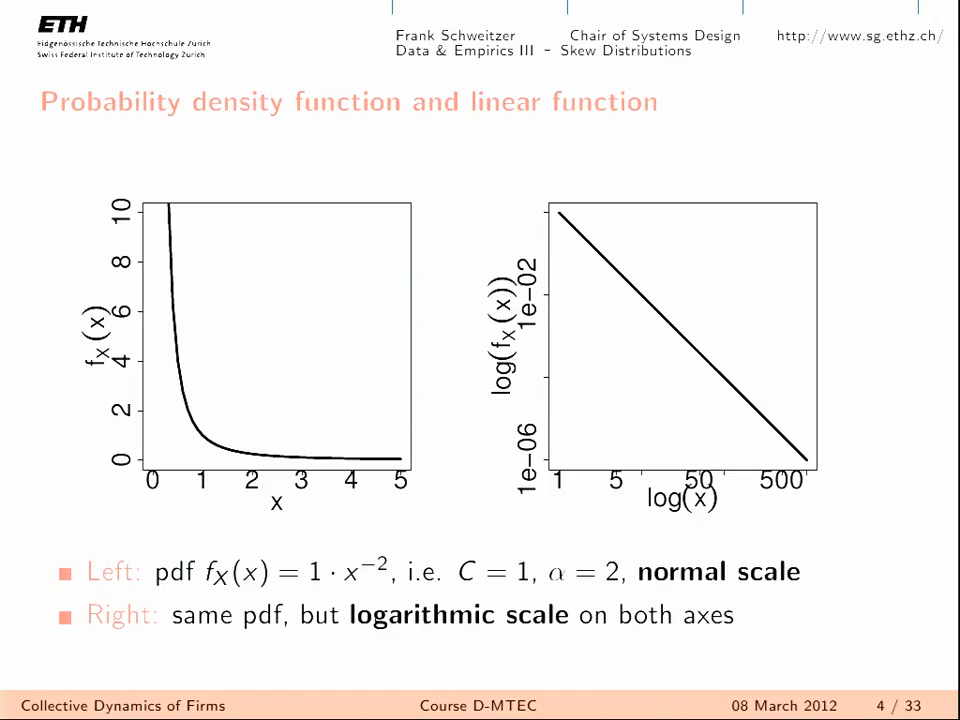 ETH
Eidgenössische Technische Hochschule Zürich
Swiss Federal Institute of Technology Zurich
Frank Schweitzer Chair of Systems Design http://www.sg.ethz.ch/
Data & Empirics III - Skew Distributions
Probability density function and linear function
fX(x)
0 2 4 6 8 10
0 1 2 3 4 5
x
log(fX(x))
1e−06 1e−02
1 5 50 500
log(x)
Left: pdf fX(x) = 1 · x⁻², i.e. C = 1, α = 2, normal scale
Right: same pdf, but logarithmic scale on both axes
Collective Dynamics of Firms Course D-MTEC 08 March 2012 4 / 33